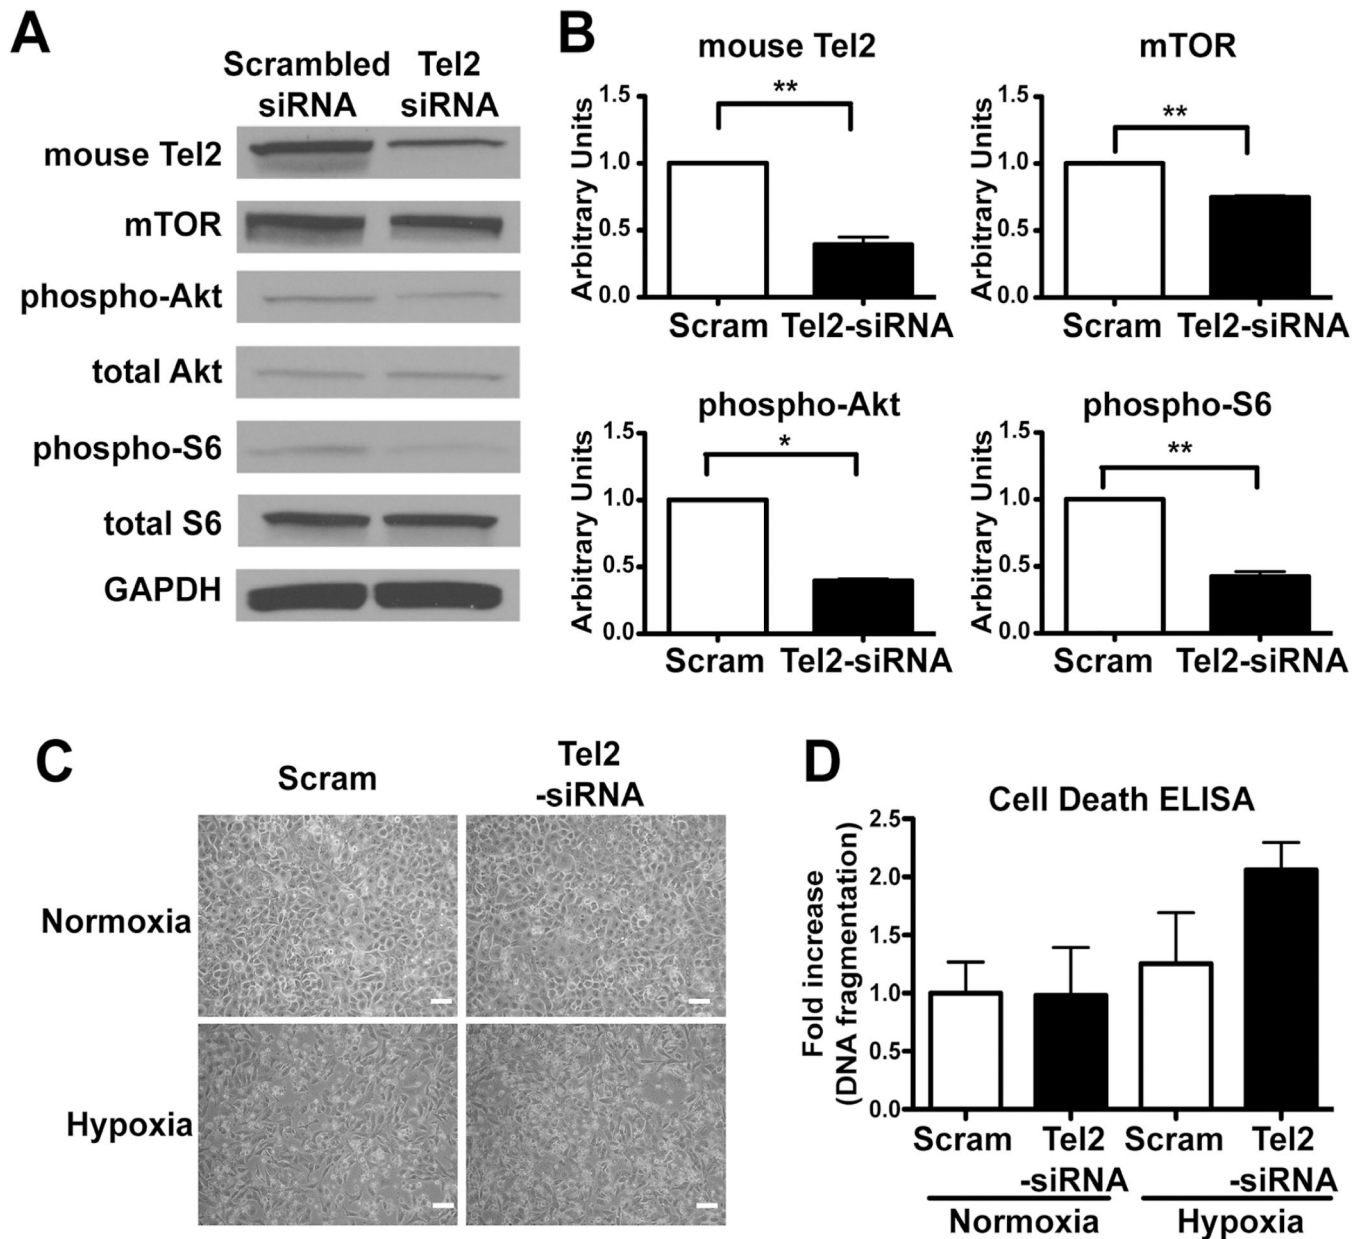 A
Scrambled siRNA
Tel2 siRNA
mouse Tel2
mTOR
phospho-Akt
total Akt
phospho-S6
total S6
GAPDH
B
mouse Tel2
**
Arbitrary Units
1.5
1.0
0.5
0.0
Scram
Tel2-siRNA
mTOR
**
Arbitrary Units
1.5
1.0
0.5
0.0
Scram
Tel2-siRNA
phospho-Akt
*
Arbitrary Units
1.5
1.0
0.5
0.0
Scram
Tel2-siRNA
phospho-S6
**
Arbitrary Units
1.5
1.0
0.5
0.0
Scram
Tel2-siRNA
C
Scram
Tel2
-siRNA
Normoxia
Hypoxia
D
Cell Death ELISA
Fold increase
(DNA fragmentation)
2.5
2.0
1.5
1.0
0.5
0.0
Scram
Tel2
-siRNA
Scram
Tel2
-siRNA
Normoxia
Hypoxia